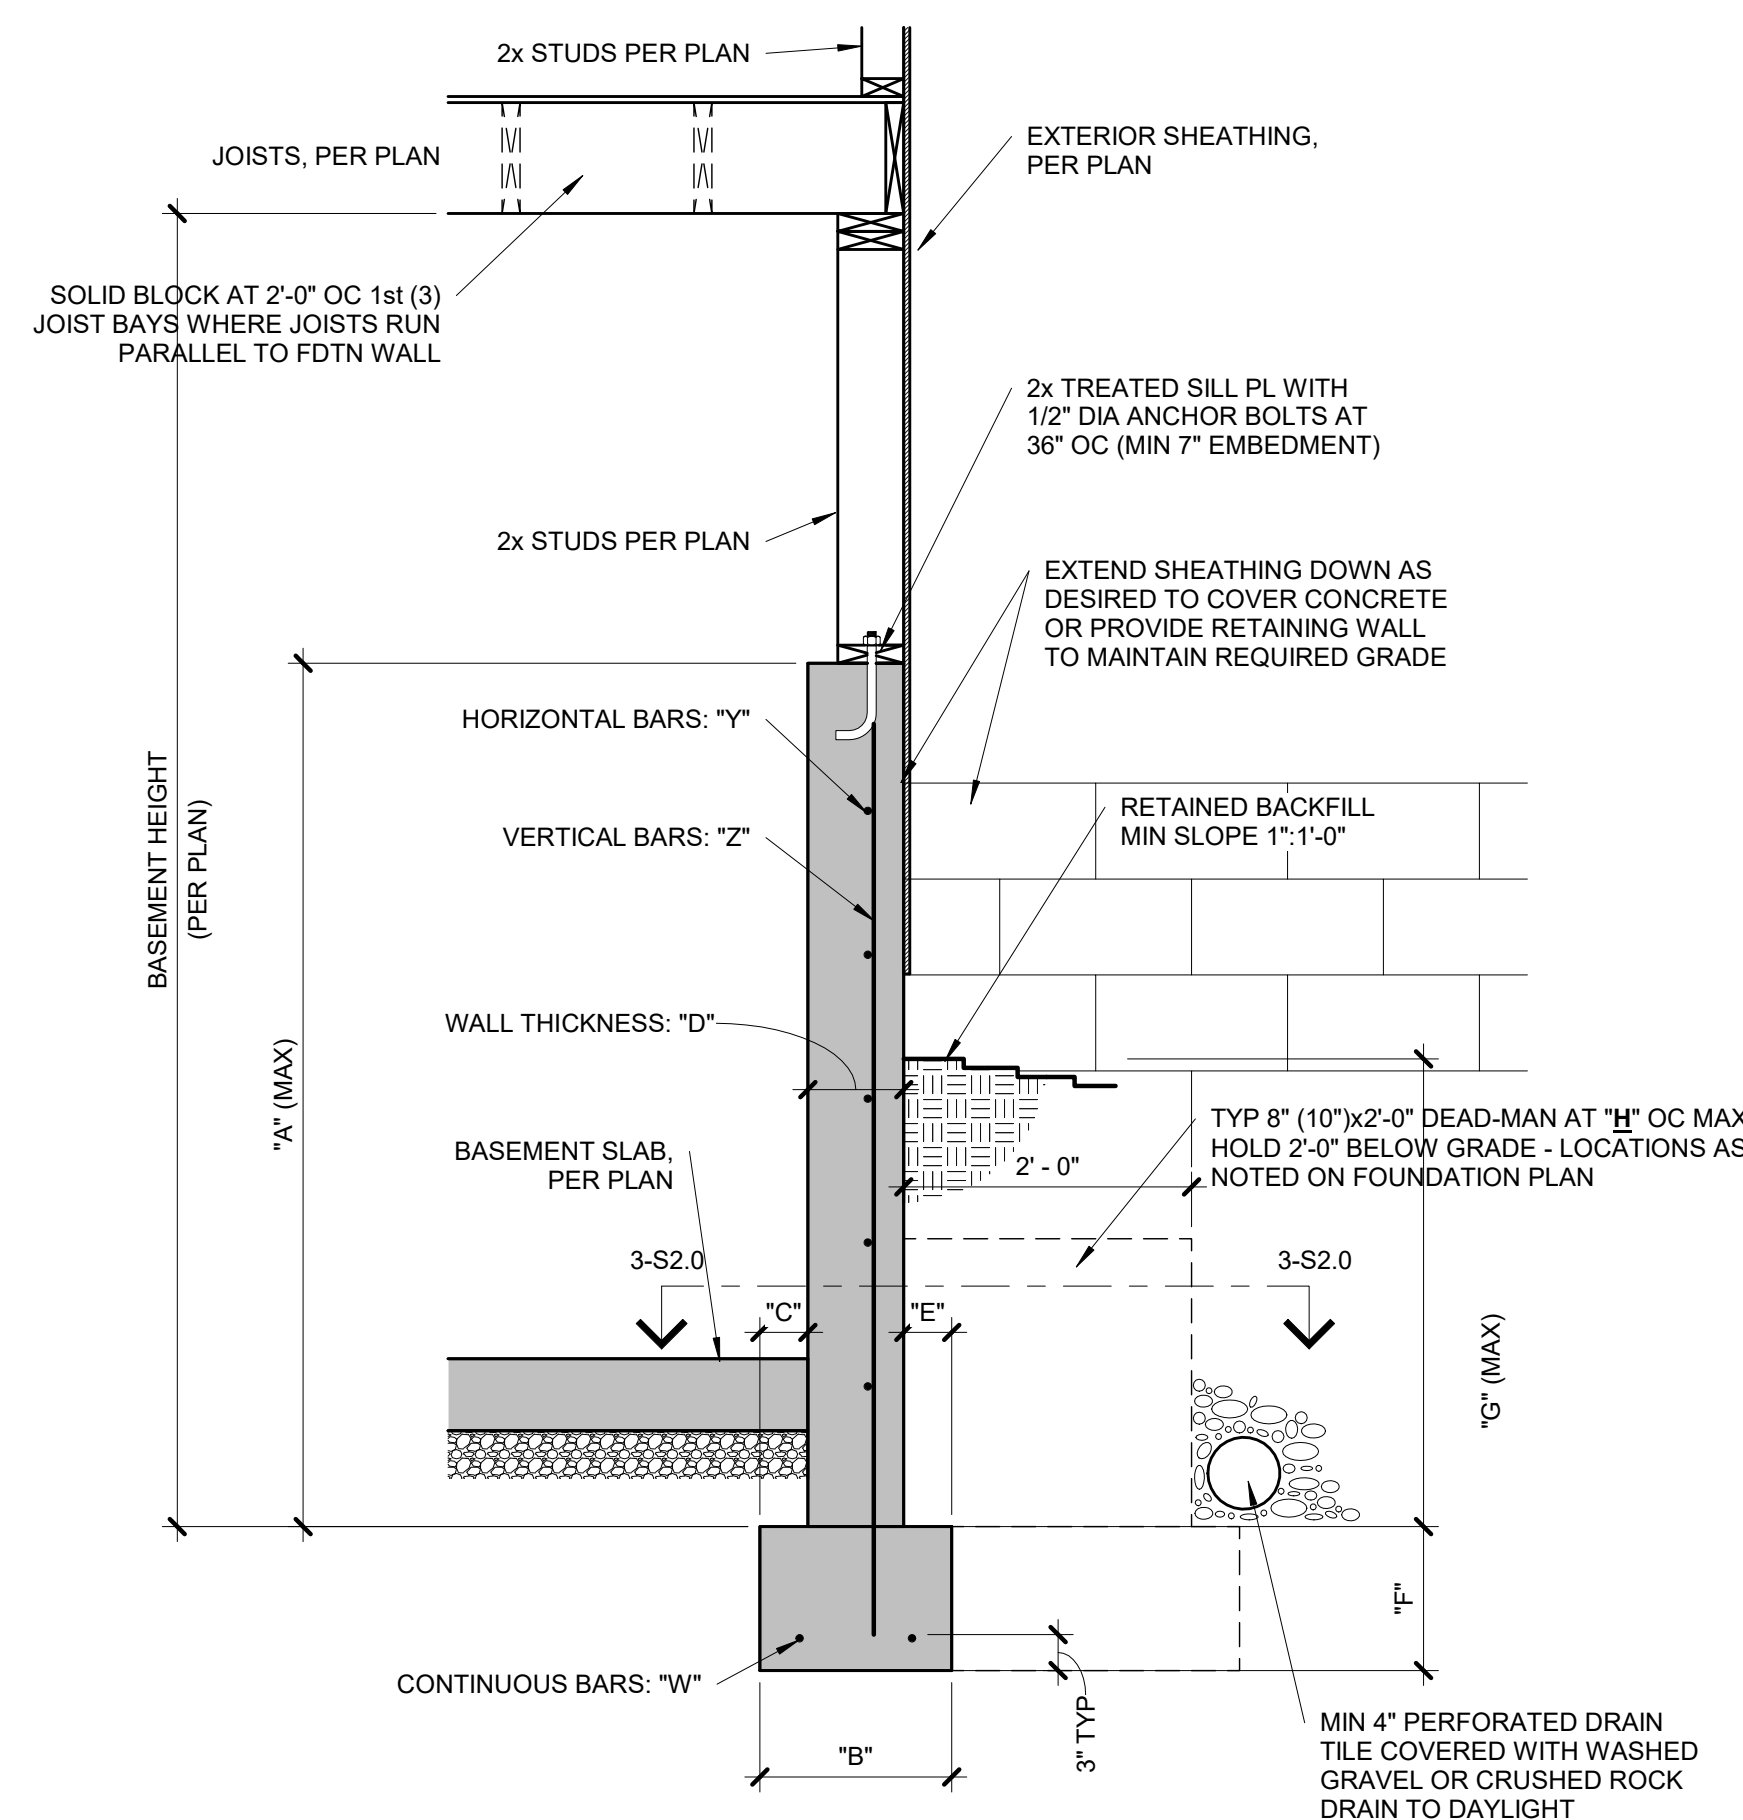 2x STUDS PER PLAN
JOISTS, PER PLAN
EXTERIOR SHEATHING,
PER PLAN
SOLID BLOCK AT 2'-0" OC 1st (3)
JOIST BAYS WHERE JOISTS RUN
PARALLEL TO FDTN WALL
2x TREATED SILL PL WITH
1/2" DIA ANCHOR BOLTS AT
36" OC (MIN 7" EMBEDMENT)
2x STUDS PER PLAN
EXTEND SHEATHING DOWN AS
DESIRED TO COVER CONCRETE
OR PROVIDE RETAINING WALL
TO MAINTAIN REQUIRED GRADE
HORIZONTAL BARS: "Y"
BASEMENT HEIGHT
(PER PLAN)
RETAINED BACKFILL
MIN SLOPE 1":1'-0"
VERTICAL BARS: "Z"
WALL THICKNESS: "D"
"A" (MAX)
TYP 8" (10")x2'-0" DEAD-MAN AT "H" OC MAX
HOLD 2'-0" BELOW GRADE - LOCATIONS AS
NOTED ON FOUNDATION PLAN
BASEMENT SLAB,
PER PLAN
2' - 0"
3-S2.0
3-S2.0
"C"
"E"
"G" (MAX)
"F"
CONTINUOUS BARS: "W"
3" TYP
"B"
MIN 4" PERFORATED DRAIN
TILE COVERED WITH WASHED
GRAVEL OR CRUSHED ROCK
DRAIN TO DAYLIGHT